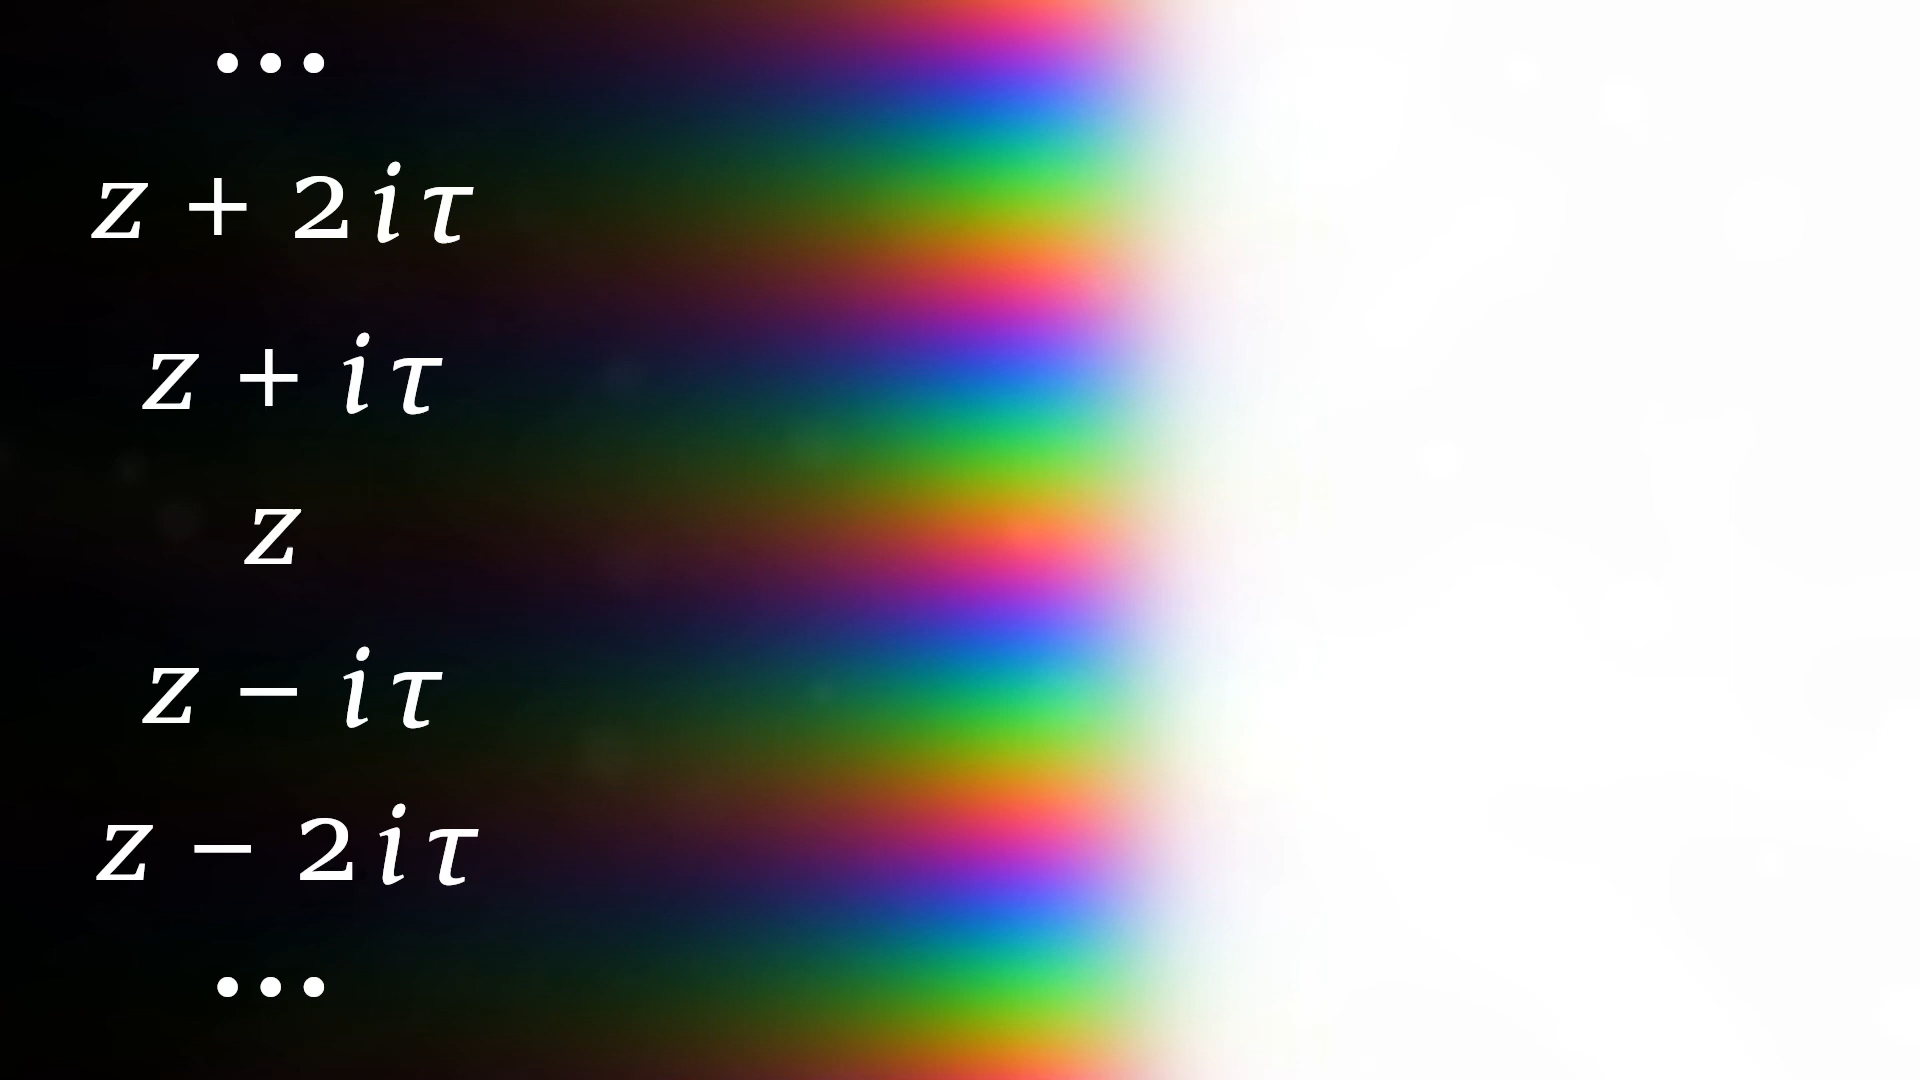 ...
z + 2iτ
z + iτ
z
z − iτ
z − 2iτ
...